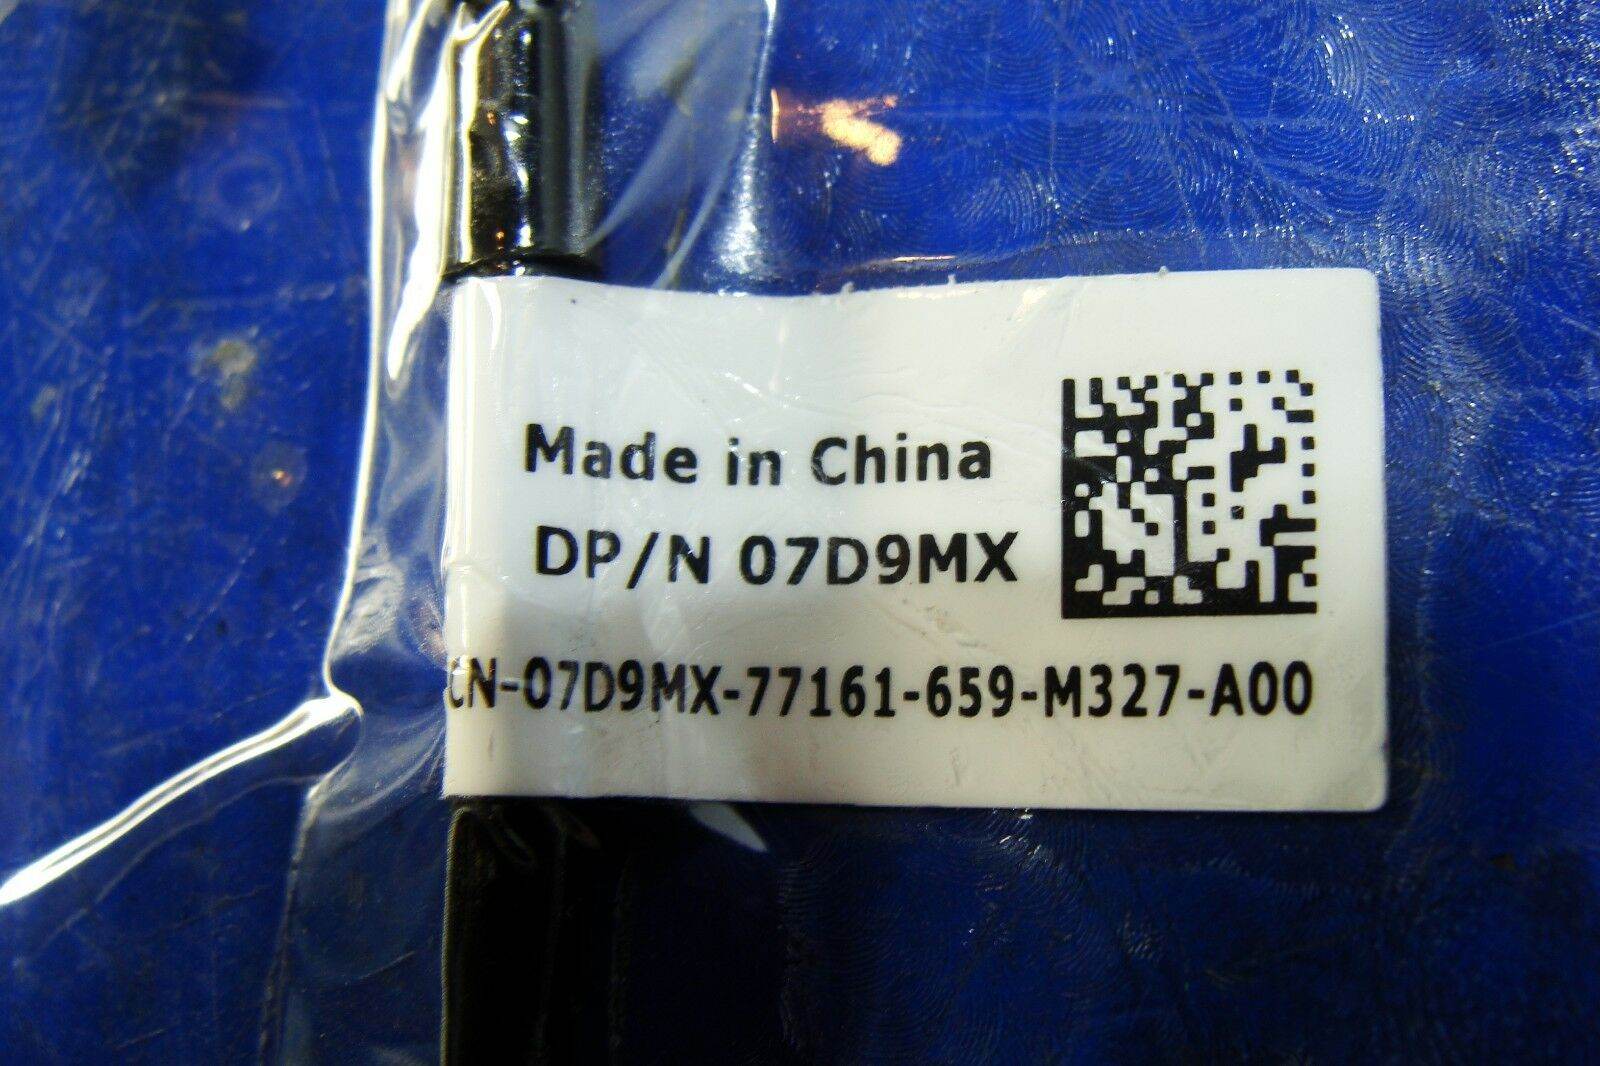 Made in China
DP/N 07D9MX
CN-07D9MX-77161-659-M327-A00